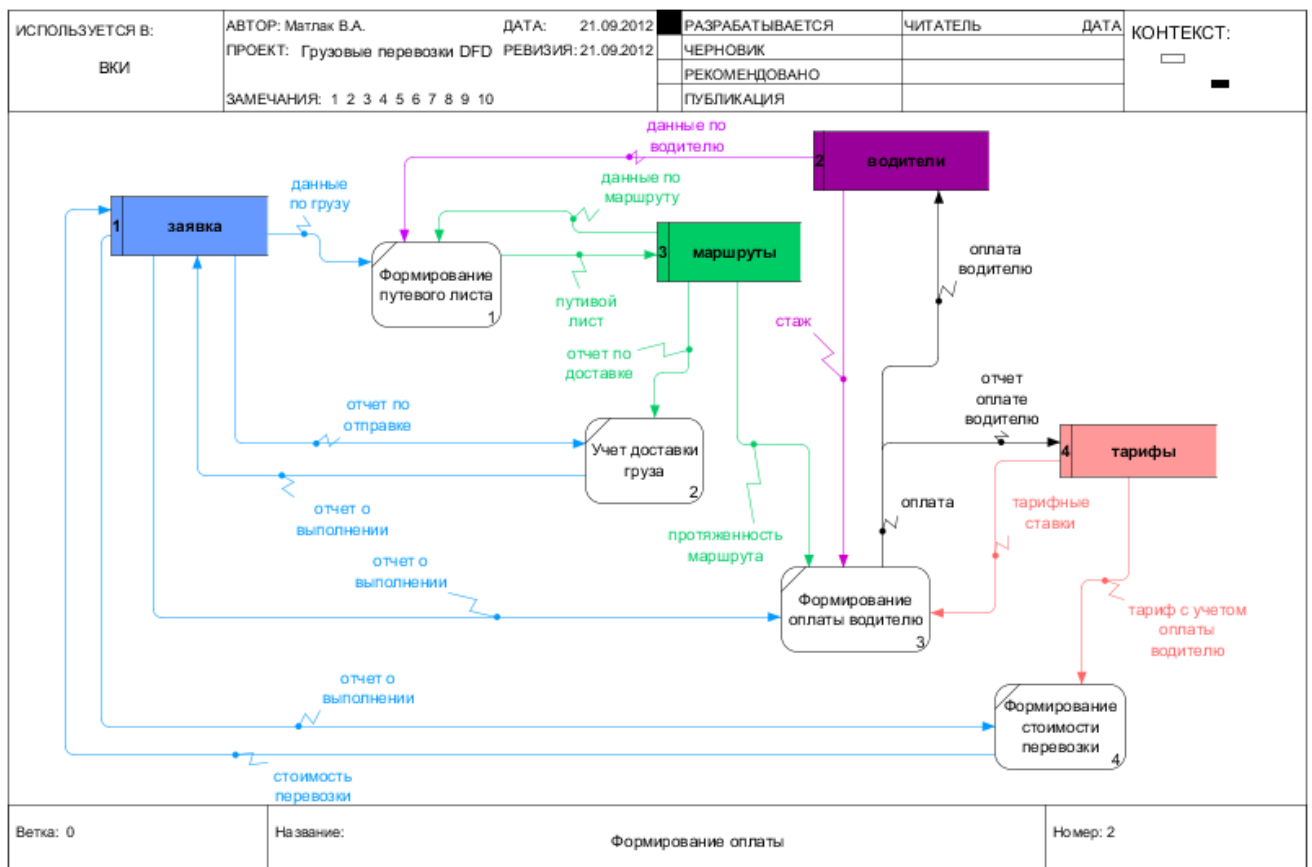 ИСПОЛЬЗУЕТСЯ В:
ВКИ
АВТОР: Матлак В.А.
ДАТА: 21.09.2012
ПРОЕКТ: Грузовые перевозки DFD
РЕВИЗИЯ: 21.09.2012
ЗАМЕЧАНИЯ: 1 2 3 4 5 6 7 8 9 10
РАЗРАБАТЫВАЕТСЯ
ЧЕРНОВИК
РЕКОМЕНДОВАНО
ПУБЛИКАЦИЯ
ЧИТАТЕЛЬ
ДАТА
КОНТЕКСТ:
данные по
водителю
2
водители
данные
по грузу
данные по
маршруту
1
заявка
3
маршруты
Формирование
путевого листа
1
путивой
лист
оплата
водителю
стаж
отчет по
доставке
отчет
оплате
водителю
отчет по
отправке
Учет доставки
груза
2
4
тарифы
отчет о
выполнении
оплата
тарифные
ставки
протяженность
маршрута
отчет о
выполнении
Формирование
оплаты водителю
3
тариф с учетом
оплаты
водителю
отчет о
выполнении
Формирование
стоимости
перевозки
4
стоимость
перевозки
Ветка: 0
Название:
Формирование оплаты
Номер: 2